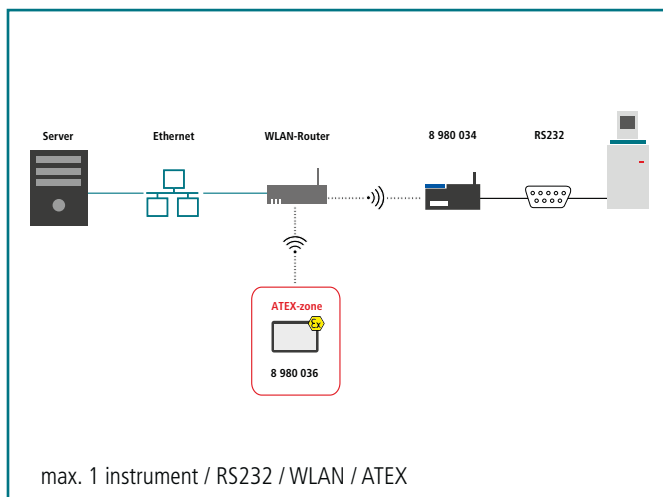 Server
Ethernet
WLAN-Router
8 980 034
RS232
ATEX-zone
Ex
8 980 036
max. 1 instrument / RS232 / WLAN / ATEX